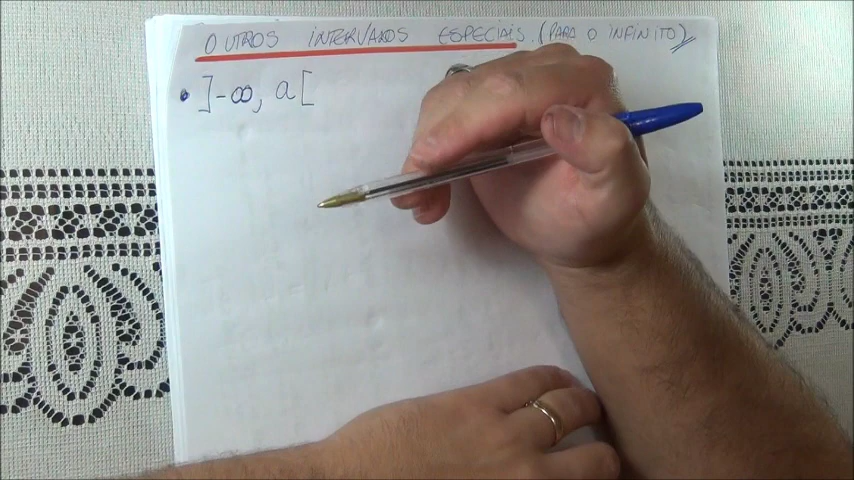 OUTROS INTERVALOS ESPECIAIS. (PARA O INFINITO)
• ]-∞, a[